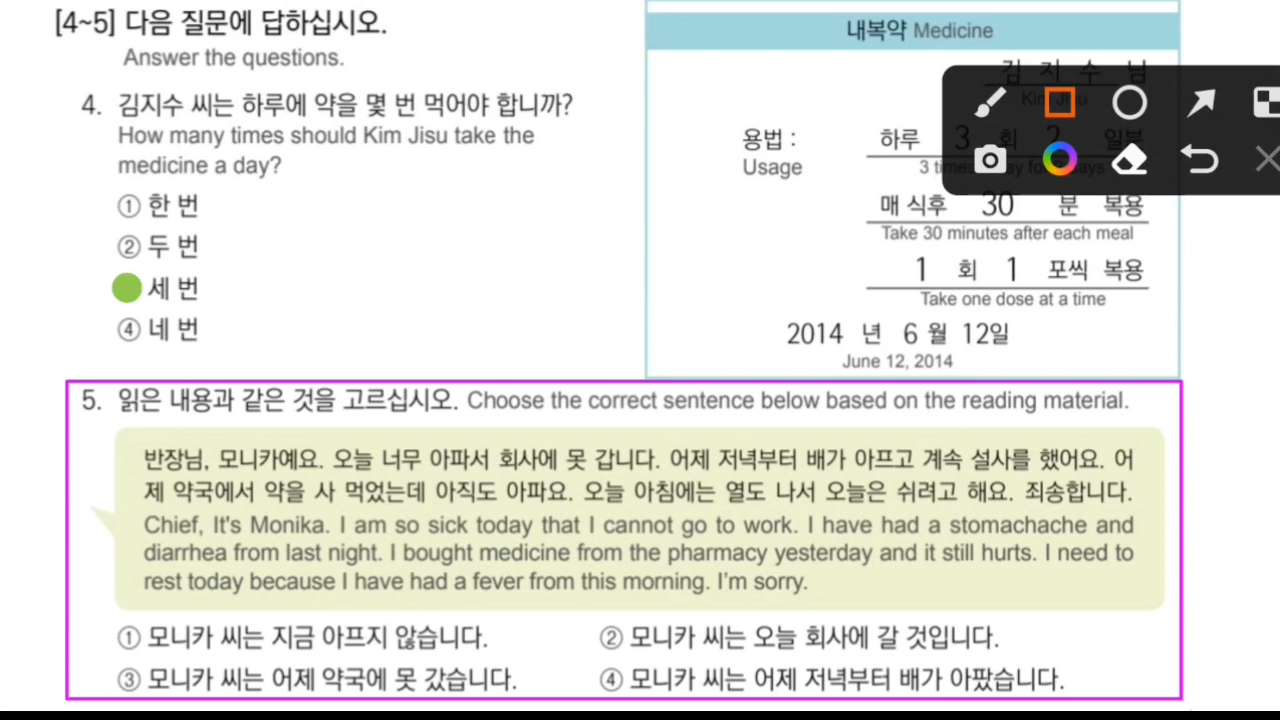 [4~5] 다음 질문에 답하십시오.
Answer the questions.
4. 김지수 씨는 하루에 약을 몇 번 먹어야 합니까?
How many times should Kim Jisu take the
medicine a day?
① 한 번
② 두 번
세 번
④ 네 번
내복약 Medicine
김 지 수 님
Kim Jisu
용법 : 하루 3 회 2 일분
Usage 3 times
매 식후 30 분 복용
Take 30 minutes after each meal
1 회 1 포씩 복용
Take one dose at a time
2014 년 6 월 12일
June 12, 2014
5. 읽은 내용과 같은 것을 고르십시오. Choose the correct sentence below based on the reading material.
반장님, 모니카예요. 오늘 너무 아파서 회사에 못 갑니다. 어제 저녁부터 배가 아프고 계속 설사를 했어요. 어
제 약국에서 약을 사 먹었는데 아직도 아파요. 오늘 아침에는 열도 나서 오늘은 쉬려고 해요. 죄송합니다.
Chief, It's Monika. I am so sick today that I cannot go to work. I have had a stomachache and
diarrhea from last night. I bought medicine from the pharmacy yesterday and it still hurts. I need to
rest today because I have had a fever from this morning. I'm sorry.
① 모니카 씨는 지금 아프지 않습니다. ② 모니카 씨는 오늘 회사에 갈 것입니다.
③ 모니카 씨는 어제 약국에 못 갔습니다. ④ 모니카 씨는 어제 저녁부터 배가 아팠습니다.